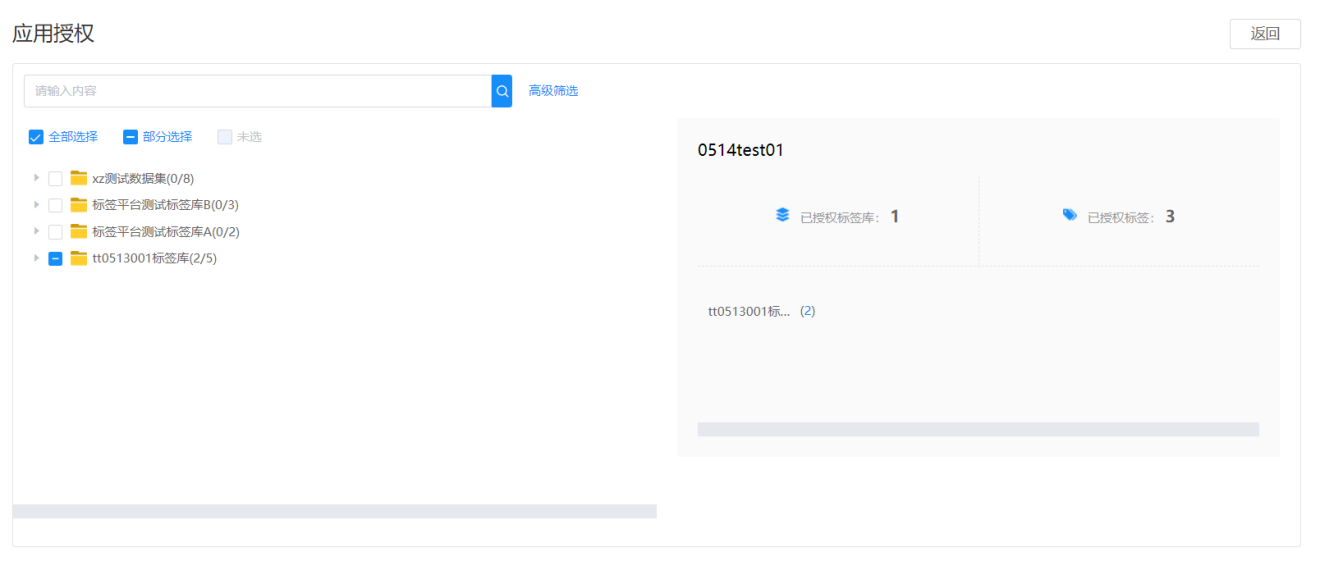 应用授权
返回
请输入内容
高级筛选
全部选择 部分选择 未选
xz测试数据集(0/8)
标签平台测试标签库B(0/3)
标签平台测试标签库A(0/2)
tt0513001标签库(2/5)
0514test01
已授权标签库: 1
已授权标签: 3
tt0513001标... (2)